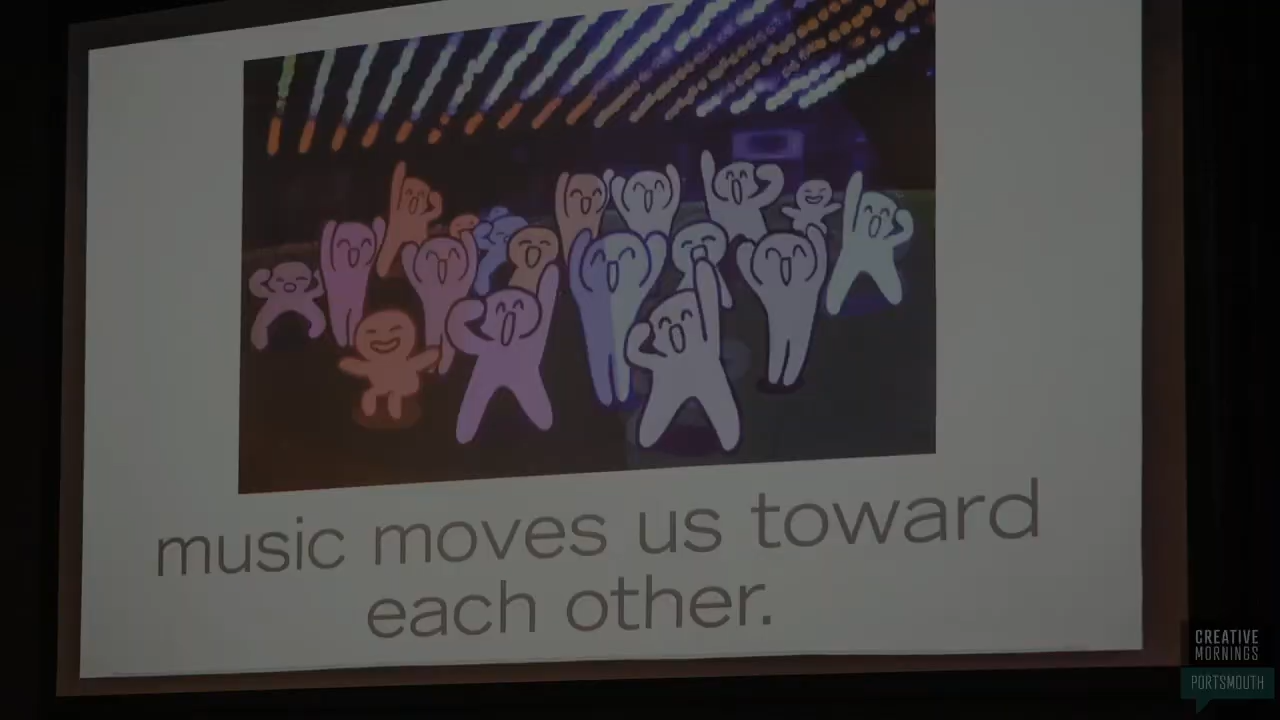 music moves us toward
each other.
CREATIVE
MORNINGS
PORTSMOUTH